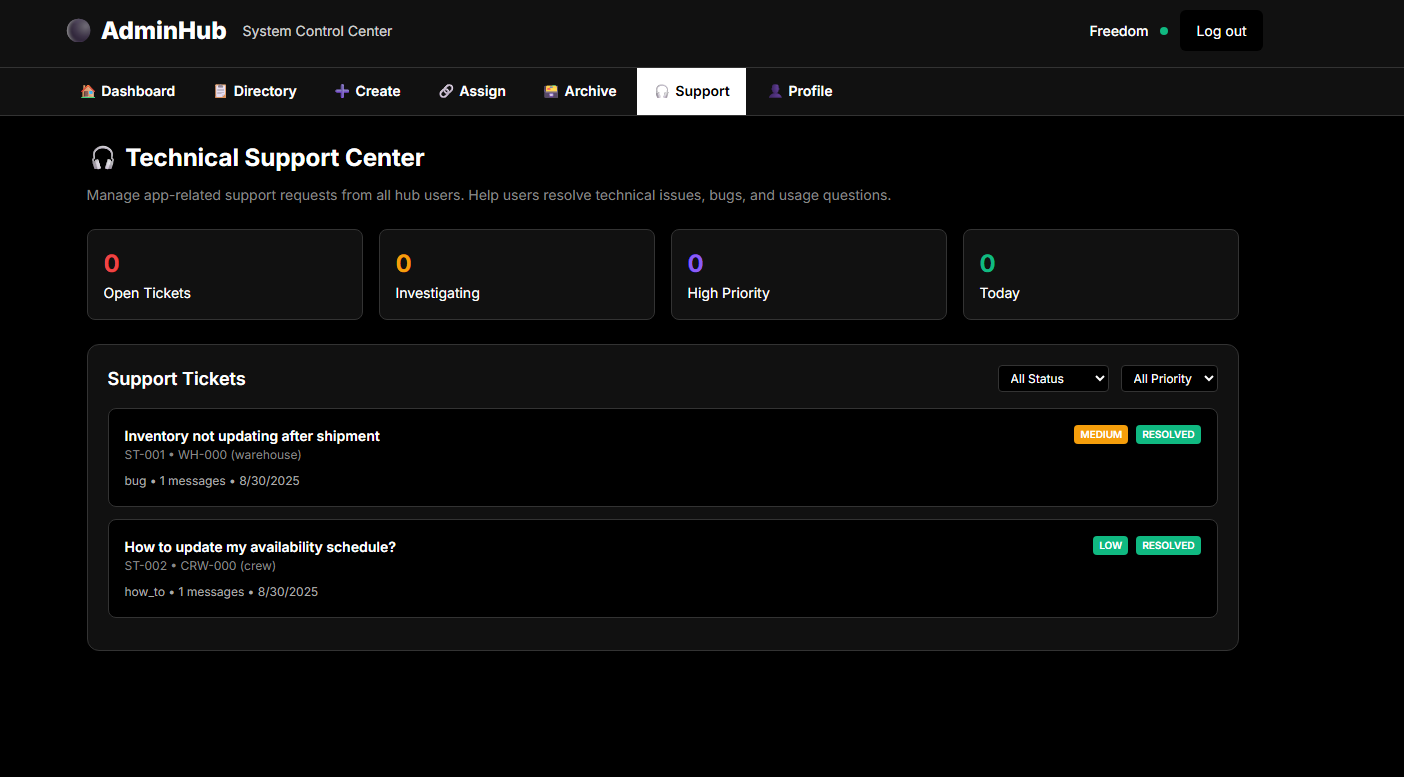 AdminHub System Control Center Freedom Log out
Dashboard Directory Create Assign Archive Support Profile
Technical Support Center
Manage app-related support requests from all hub users. Help users resolve technical issues, bugs, and usage questions.
0 0 0 0
Open Tickets Investigating High Priority Today
Support Tickets All Status All Priority
Inventory not updating after shipment MEDIUM RESOLVED
ST-001 • WH-000 (warehouse)
bug • 1 messages • 8/30/2025
How to update my availability schedule? LOW RESOLVED
ST-002 • CRW-000 (crew)
how_to • 1 messages • 8/30/2025